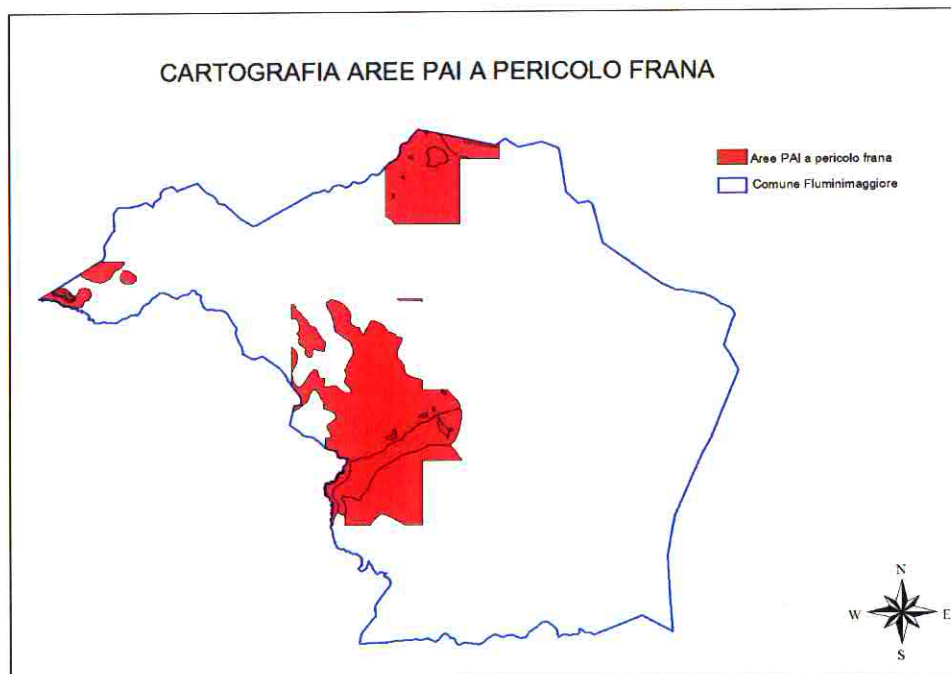 CARTOGRAFIA AREE PAI A PERICOLO FRANA
Aree PAI a pericolo frana
Comune Fluminimaggiore
N
W E
S